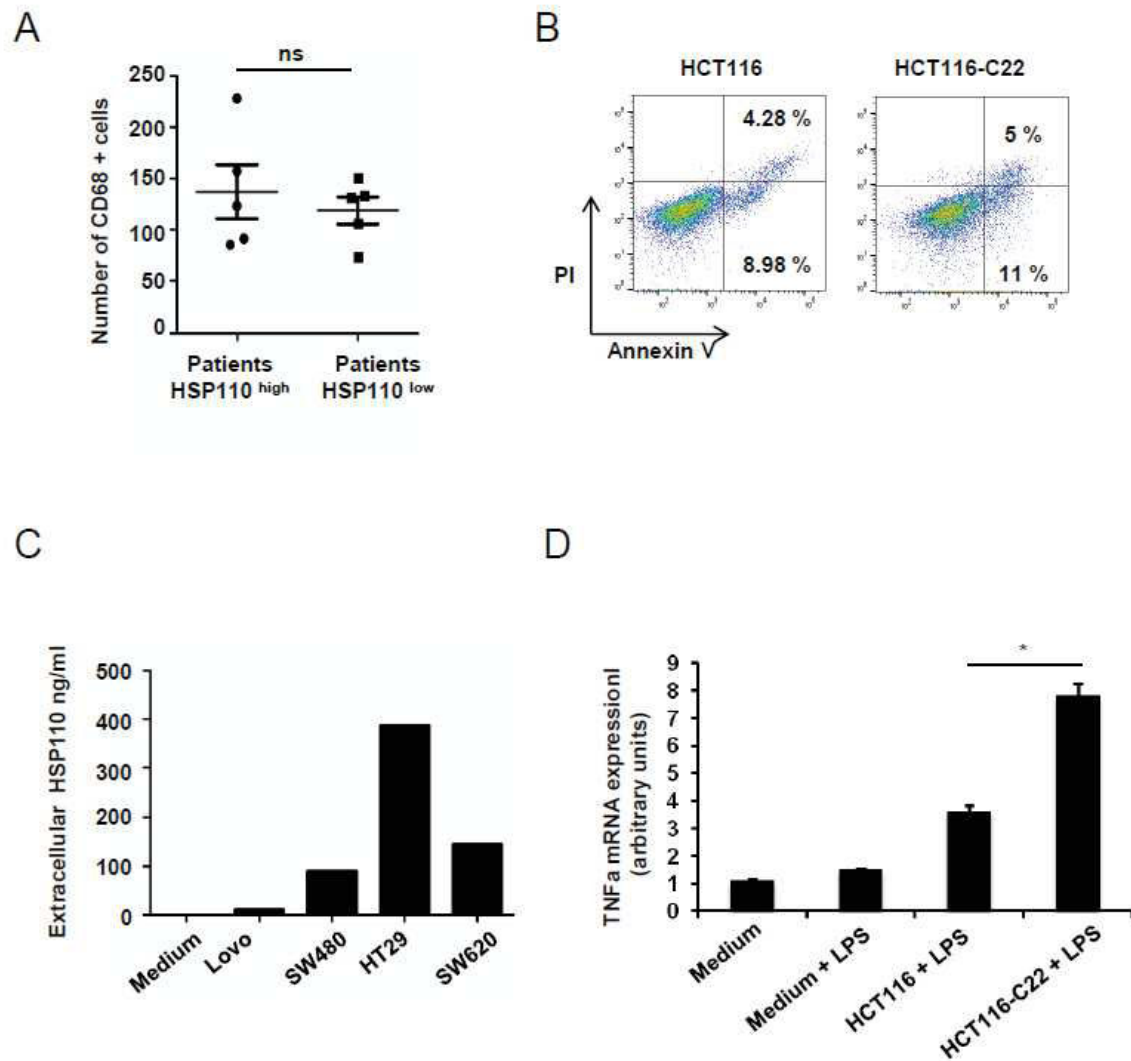 A
ns
250
200
150
100
50
0
Number of CD68 + cells
Patients
HSP110 high
Patients
HSP110 low
B
HCT116
HCT116-C22
4.28 %
8.98 %
5 %
11 %
PI
Annexin V
C
500
400
300
200
100
0
Extracellular HSP110 ng/ml
Medium
Lovo
SW480
HT29
SW620
D
*
9
8
7
6
5
4
3
2
1
0
TNFa mRNA expressionl
(arbitrary units)
Medium
Medium + LPS
HCT116 + LPS
HCT116-C22 + LPS